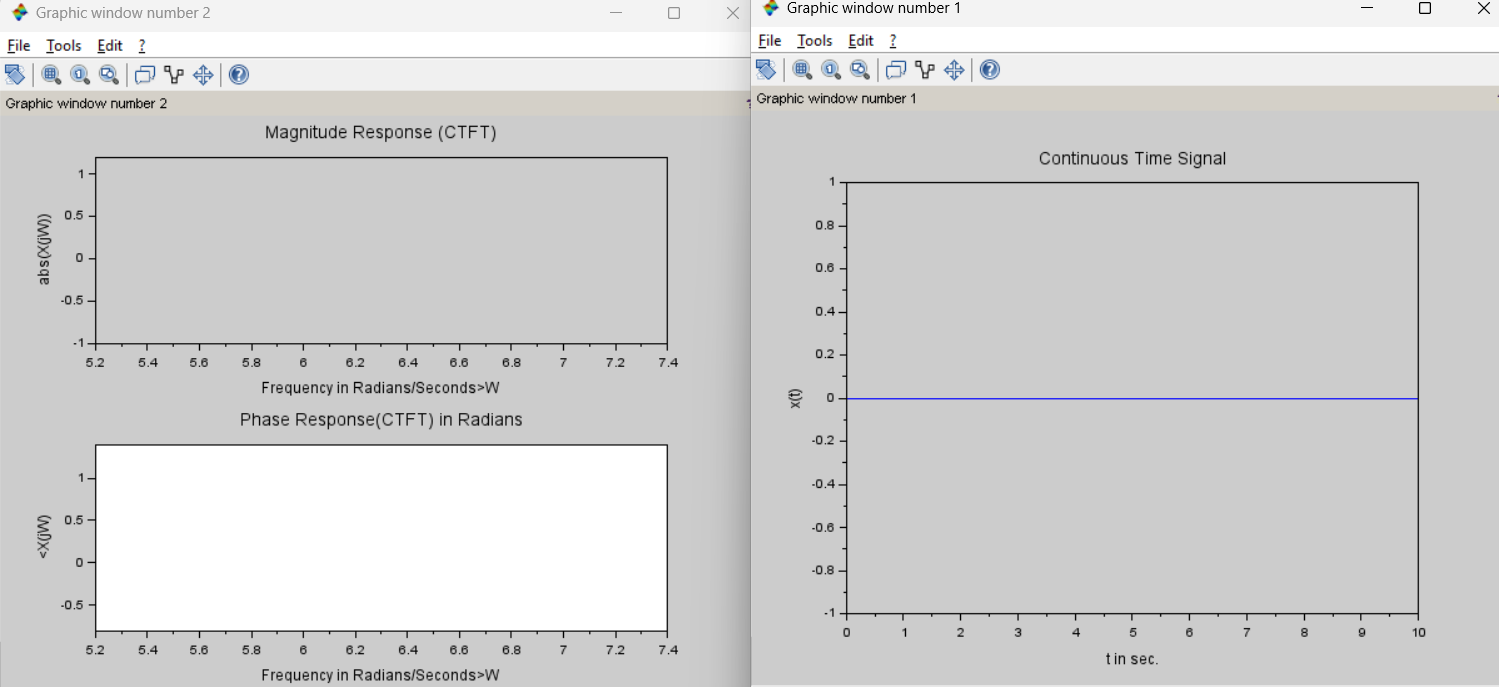 Graphic window number 2
File Tools Edit ?
Graphic window number 2
Magnitude Response (CTFT)
abs(X(jW))
1
0.5
0
-0.5
-1
5.2 5.4 5.6 5.8 6 6.2 6.4 6.6 6.8 7 7.2 7.4
Frequency in Radians/Seconds>W
Phase Response(CTFT) in Radians
<X(jW)
1
0.5
0
-0.5
5.2 5.4 5.6 5.8 6 6.2 6.4 6.6 6.8 7 7.2 7.4
Frequency in Radians/Seconds>W
Graphic window number 1
File Tools Edit ?
Graphic window number 1
Continuous Time Signal
x(t)
1
0.8
0.6
0.4
0.2
0
-0.2
-0.4
-0.6
-0.8
-1
0 1 2 3 4 5 6 7 8 9 10
t in sec.